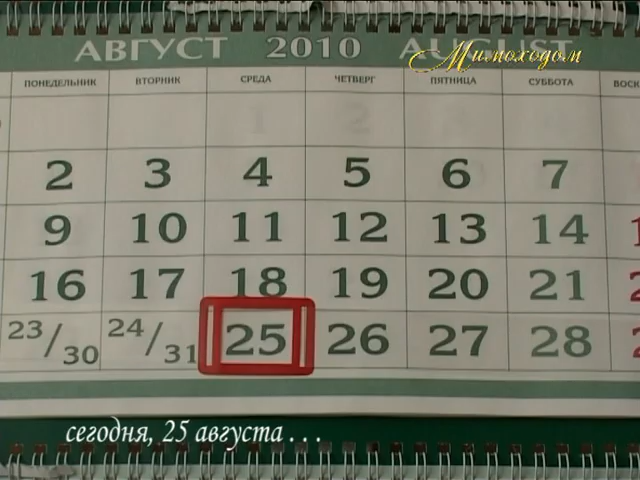 АВГУСТ 2010 AUGUST
Мимоходом
ПОНЕДЕЛЬНИК ВТОРНИК СРЕДА ЧЕТВЕРГ ПЯТНИЦА СУББОТА
2 3 4 5 6 7
9 10 11 12 13 14
16 17 18 19 20 21
23/30 24/31 25 26 27 28
сегодня, 25 августа . . .